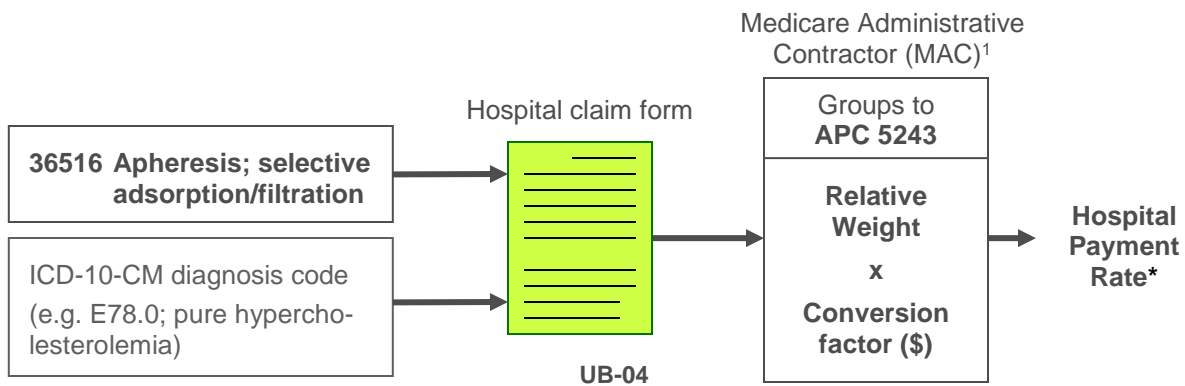 36516 Apheresis; selective
adsorption/filtration
ICD-10-CM diagnosis code
(e.g. E78.0; pure hypercho-
lesterolemia)
Hospital claim form
UB-04
Medicare Administrative
Contractor (MAC)1
Groups to
APC 5243
Relative
Weight
x
Conversion
factor ($)
Hospital
Payment
Rate*